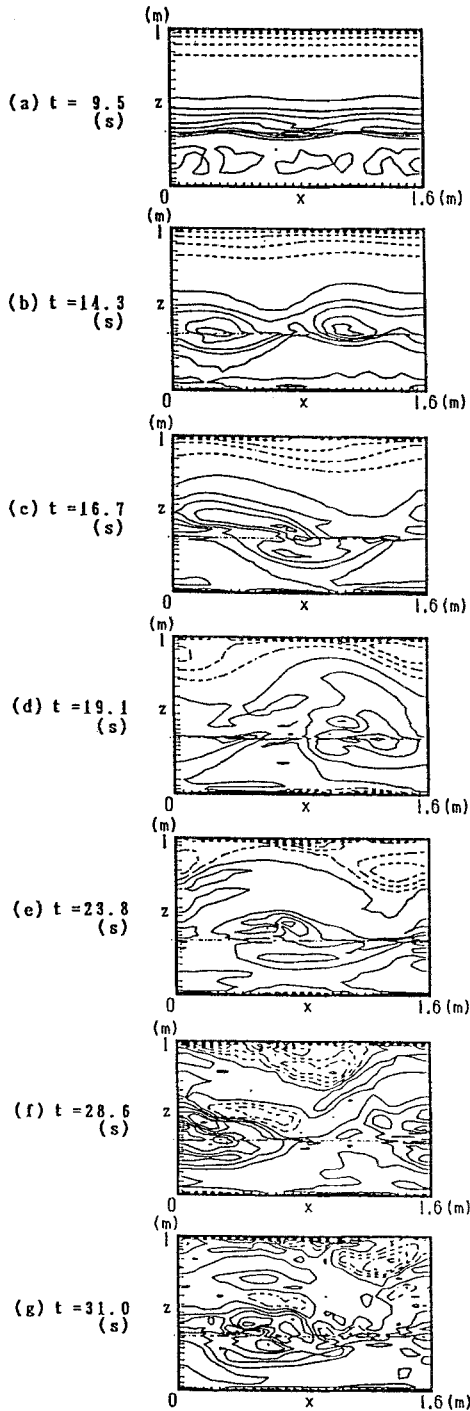 (m)
1
(a) t = 9.5
(s)
z
0
x
1.6 (m)
(m)
1
(b) t =14.3
(s)
z
0
x
1.6 (m)
(m)
1
(c) t =16.7
(s)
z
0
x
1.6 (m)
(m)
1
(d) t =19.1
(s)
z
0
x
1.6 (m)
(m)
1
(e) t =23.8
(s)
z
0
x
1.6 (m)
(m)
1
(f) t =28.6
(s)
z
0
x
1.6 (m)
(m)
1
(g) t =31.0
(s)
z
0
x
1.6 (m)